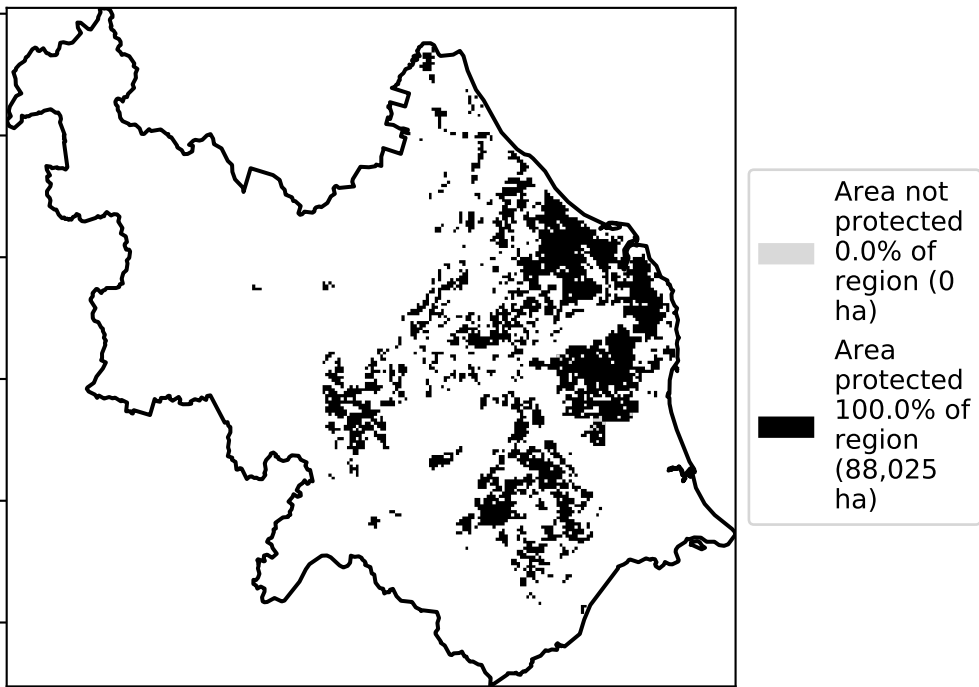 Area not
protected
0.0% of
region (0
ha)
Area
protected
100.0% of
region
(88,025
ha)